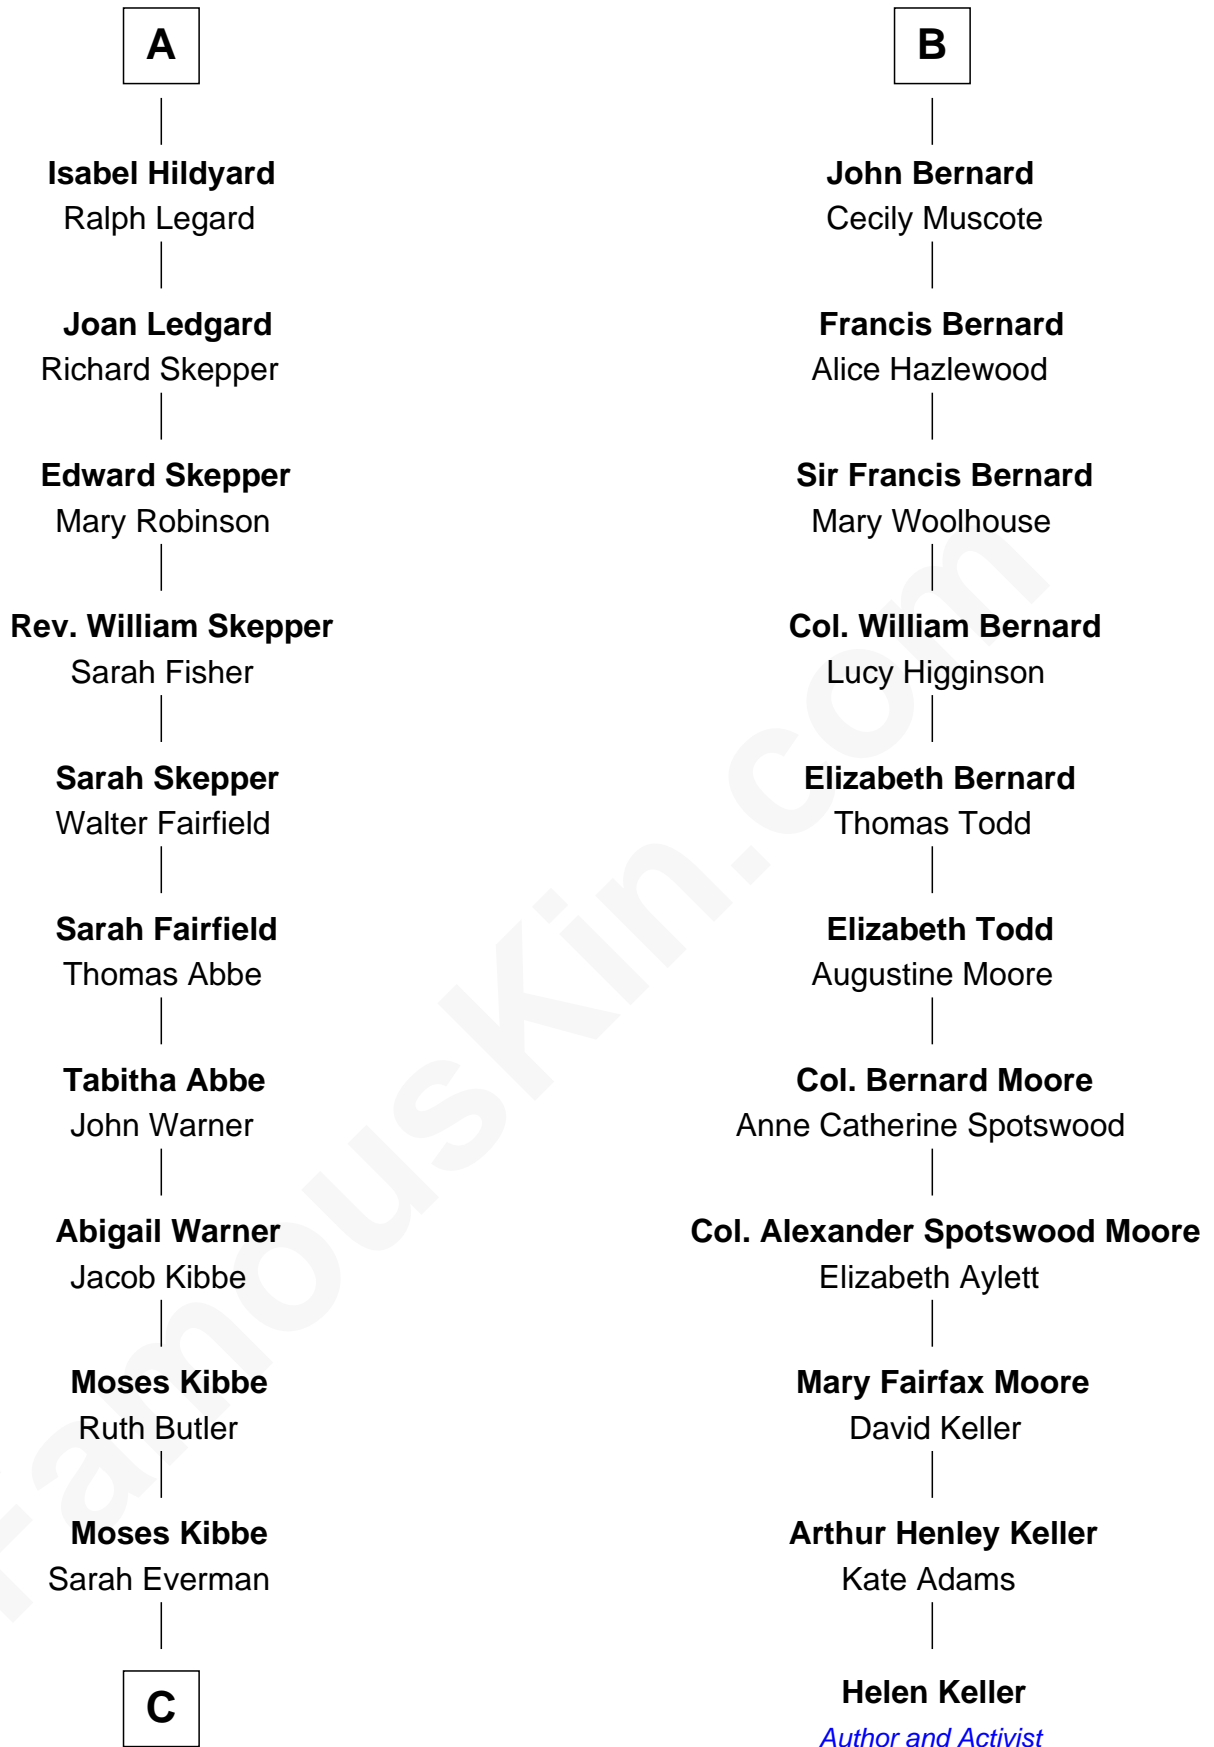 A
Isabel Hildyard
Ralph Legard
Joan Ledgard
Richard Skepper
Edward Skepper
Mary Robinson
Rev. William Skepper
Sarah Fisher
Sarah Skepper
Walter Fairfield
Sarah Fairfield
Thomas Abbe
Tabitha Abbe
John Warner
Abigail Warner
Jacob Kibbe
Moses Kibbe
Ruth Butler
Moses Kibbe
Sarah Everman
C
B
John Bernard
Cecily Muscote
Francis Bernard
Alice Hazlewood
Sir Francis Bernard
Mary Woolhouse
Col. William Bernard
Lucy Higginson
Elizabeth Bernard
Thomas Todd
Elizabeth Todd
Augustine Moore
Col. Bernard Moore
Anne Catherine Spotswood
Col. Alexander Spotswood Moore
Elizabeth Aylett
Mary Fairfax Moore
David Keller
Arthur Henley Keller
Kate Adams
Helen Keller
Author and Activist
FamousKin.com